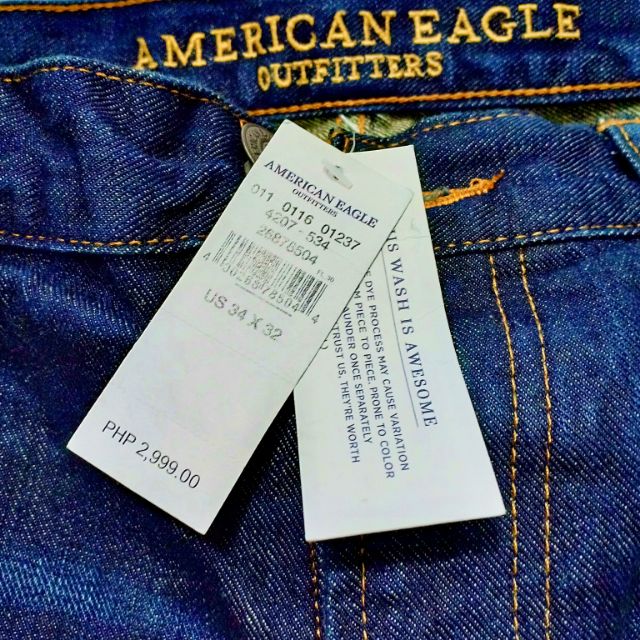 AMERICAN EAGLE
OUTFITTERS
AMERICAN EAGLE
OUTFITTERS
011 0116 01237
4207-534
26878504
US 34 X 32
PHP 2,999.00
WASH IS AWESOME
DYE PROCESS MAY CAUSE VARIATION
PIECE TO PIECE. PRONE TO COLOR
LAUNDER ONCE SEPARATELY
TRUST US, THEY'RE WORTH